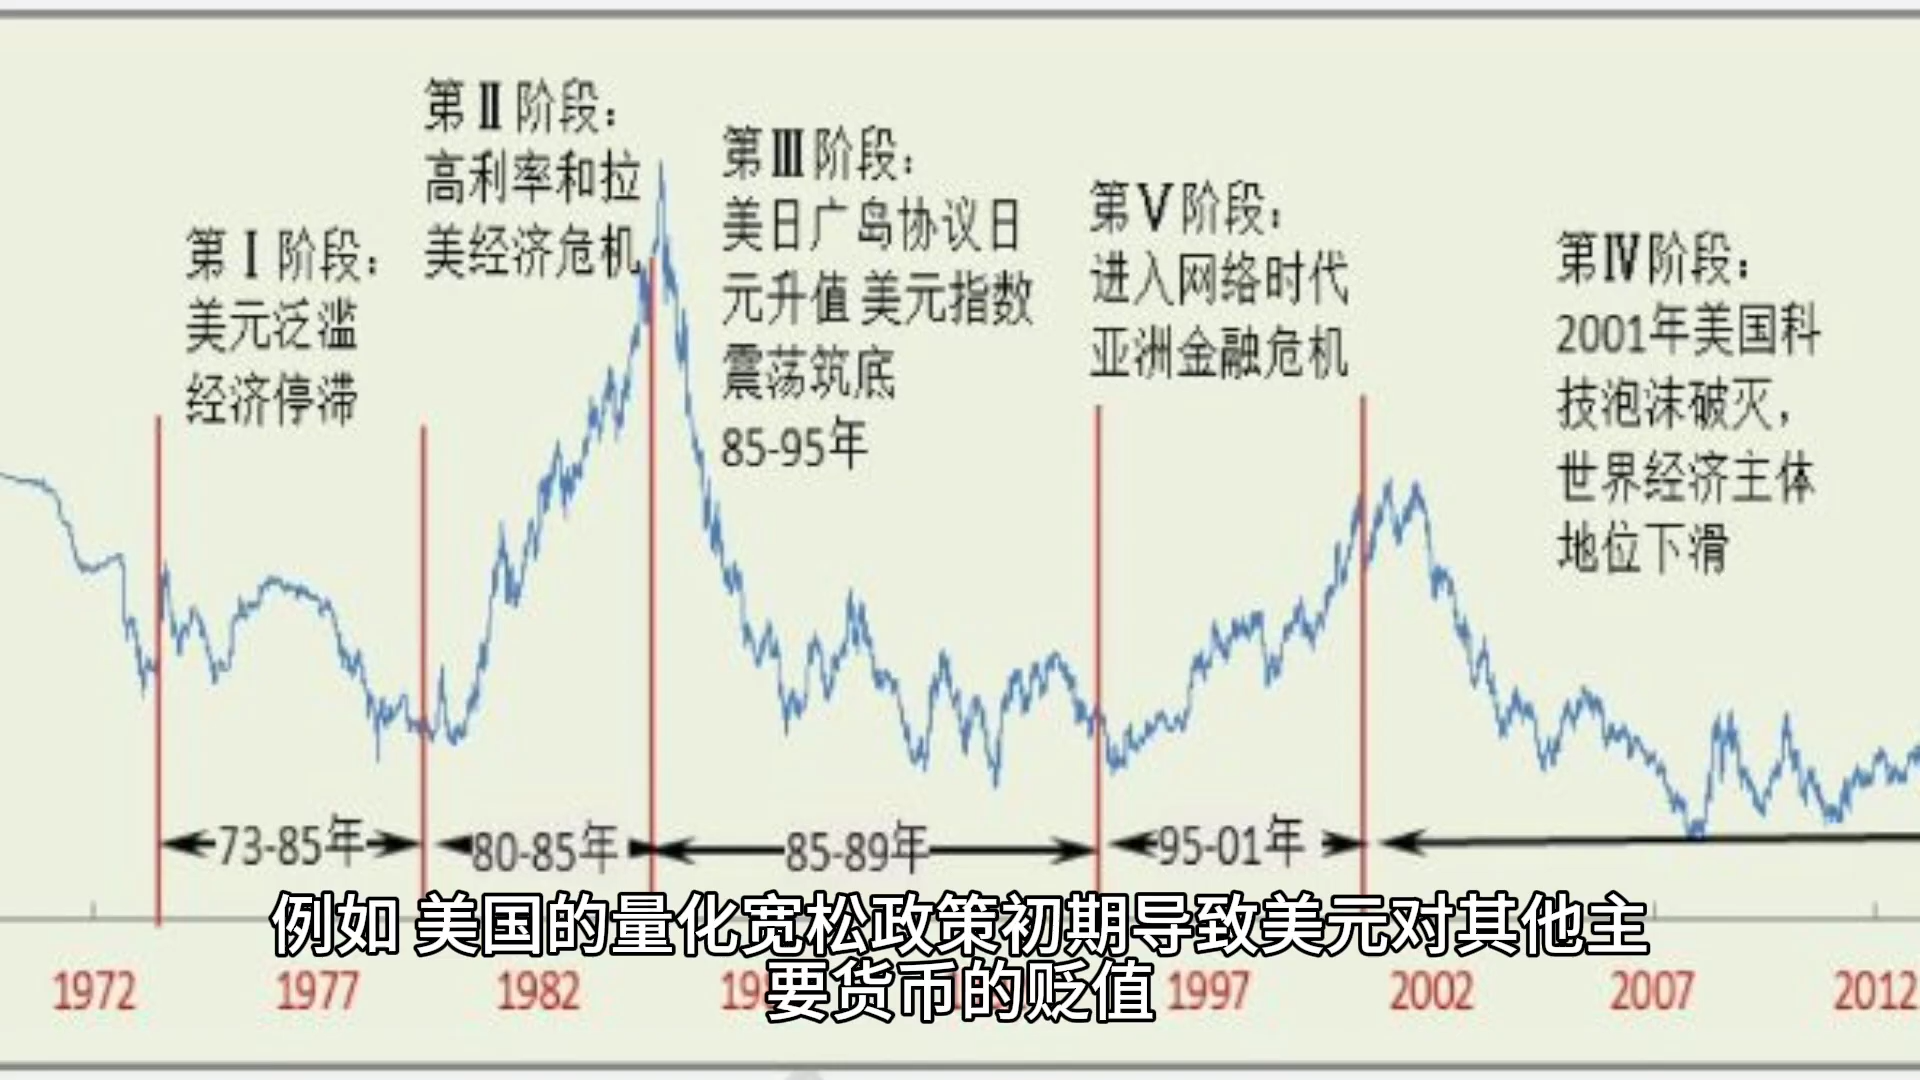 第Ⅰ阶段：
美元泛滥
经济停滞
第Ⅱ阶段：
高利率和拉
美经济危机
第Ⅲ阶段：
美日广岛协议日
元升值 美元指数
震荡筑底
85-95年
第Ⅴ阶段：
进入网络时代
亚洲金融危机
第Ⅳ阶段：
2001年美国科
技泡沫破灭，
世界经济主体
地位下滑
73-85年
80-85年
85-89年
95-01年
例如 美国的量化宽松政策初期导致美元对其他主
要货币的贬值
1972
1977
1982
1997
2002
2007
2012